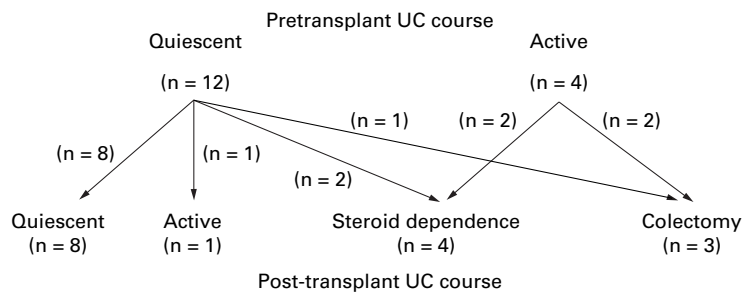 Pretransplant UC course
Quiescent Active
(n = 12) (n = 4)
(n = 1) (n = 2) (n = 2)
(n = 8) (n = 1)
(n = 2)
Quiescent Active Steroid dependence Colectomy
(n = 8) (n = 1) (n = 4) (n = 3)
Post-transplant UC course